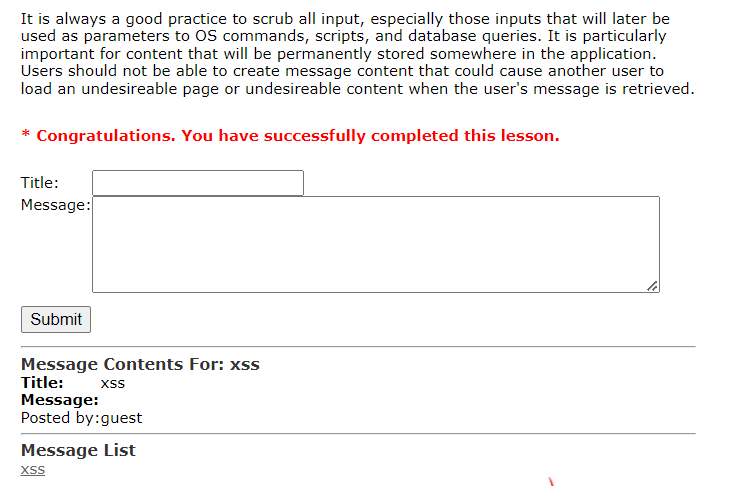 It is always a good practice to scrub all input, especially those inputs that will later be
used as parameters to OS commands, scripts, and database queries. It is particularly
important for content that will be permanently stored somewhere in the application.
Users should not be able to create message content that could cause another user to
load an undesireable page or undesireable content when the user's message is retrieved.
* Congratulations. You have successfully completed this lesson.
Title:
Message:
Submit
Message Contents For: xss
Title: xss
Message:
Posted by:guest
Message List
xss